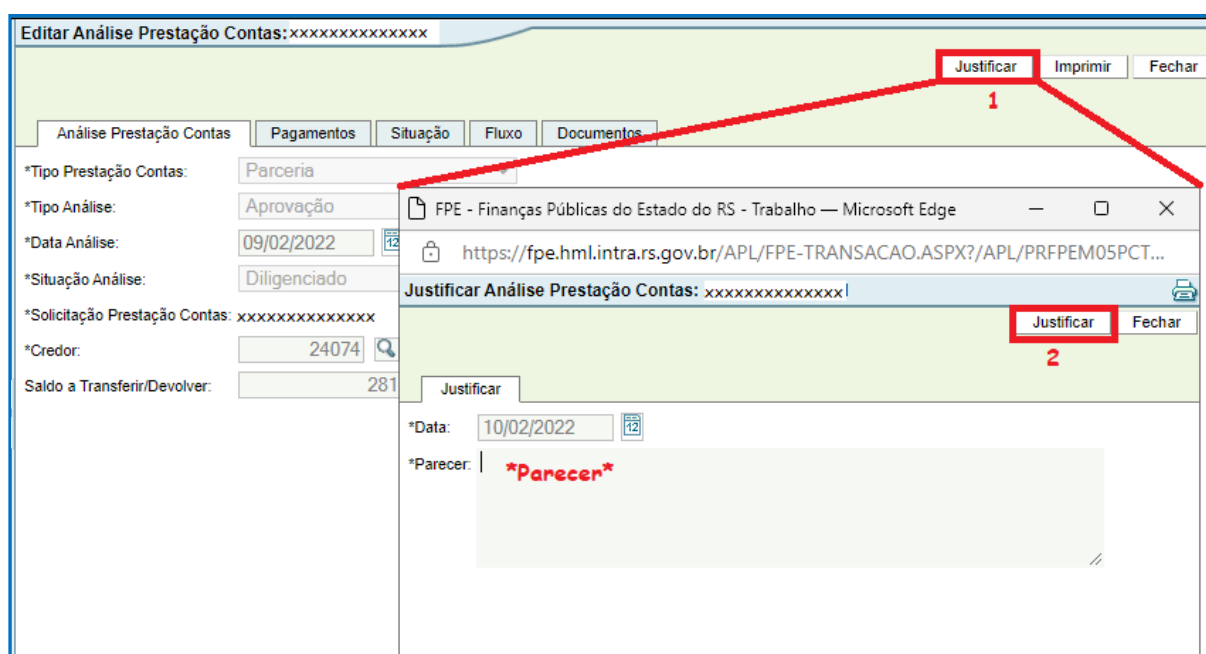 Editar Análise Prestação Contas: xxxxxxxxxxxxxx
Justificar Imprimir Fechar
1
Análise Prestação Contas Pagamentos Situação Fluxo Documentos
*Tipo Prestação Contas: Parceria
*Tipo Análise: Aprovação
*Data Análise: 09/02/2022 12
*Situação Análise: Diligenciado
*Solicitação Prestação Contas: xxxxxxxxxxxxxx
*Credor: 24074
Saldo a Transferir/Devolver: 281
FPE - Finanças Públicas do Estado do RS - Trabalho — Microsoft Edge
https://fpe.hml.intra.rs.gov.br/APL/FPE-TRANSACAO.ASPX?/APL/PRFPEM05PCT...
Justificar Análise Prestação Contas: xxxxxxxxxxxxxx
Justificar Fechar
2
Justificar
*Data: 10/02/2022 12
*Parecer: *Parecer*